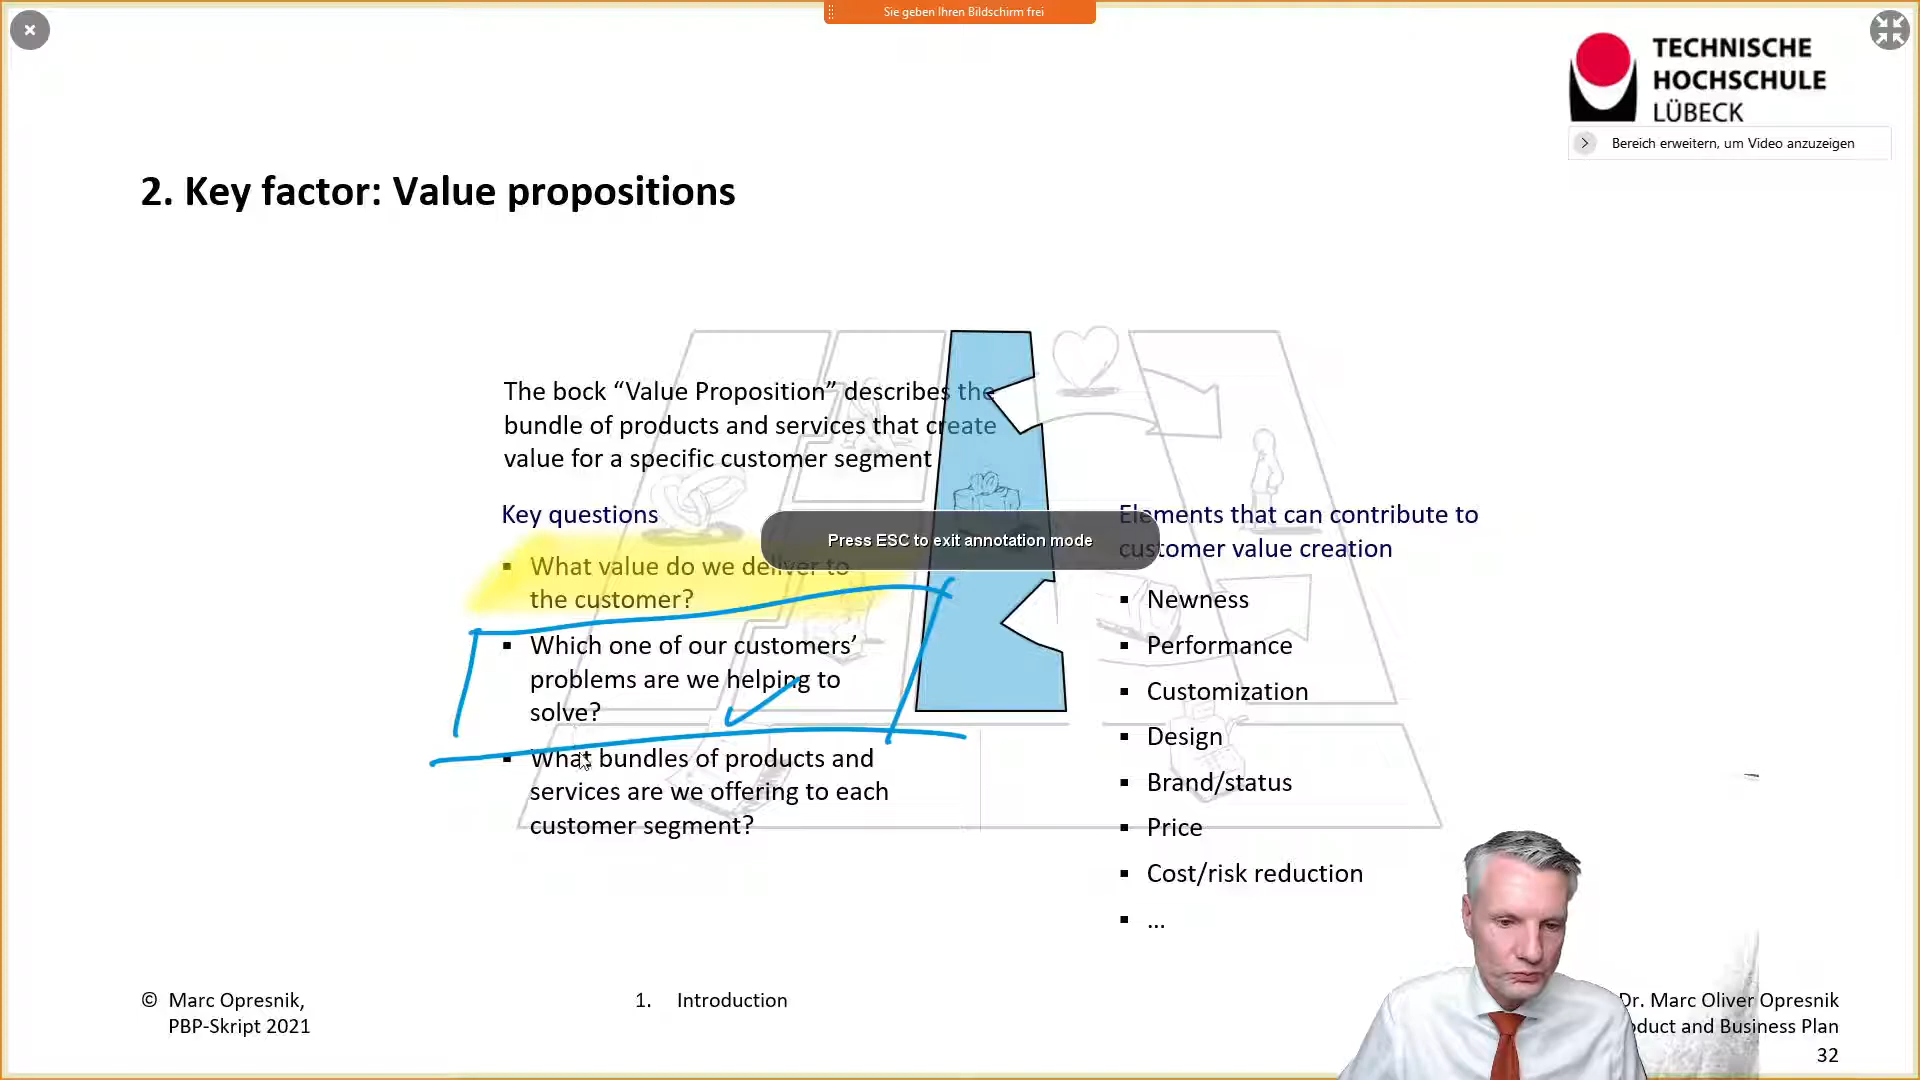 Sie geben Ihren Bildschirm frei
TECHNISCHE
HOCHSCHULE
LÜBECK
Bereich erweitern, um Video anzuzeigen
2. Key factor: Value propositions
The bock “Value Proposition” describes the
bundle of products and services that create
value for a specific customer segment
Key questions
▪ What value do we deliver to
the customer?
▪ Which one of our customers’
problems are we helping to
solve?
▪ What bundles of products and
services are we offering to each
customer segment?
Press ESC to exit annotation mode
Elements that can contribute to
customer value creation
▪ Newness
▪ Performance
▪ Customization
▪ Design
▪ Brand/status
▪ Price
▪ Cost/risk reduction
▪ ...
© Marc Opresnik,
PBP-Skript 2021
1. Introduction
Dr. Marc Oliver Opresnik
and Business Plan
32